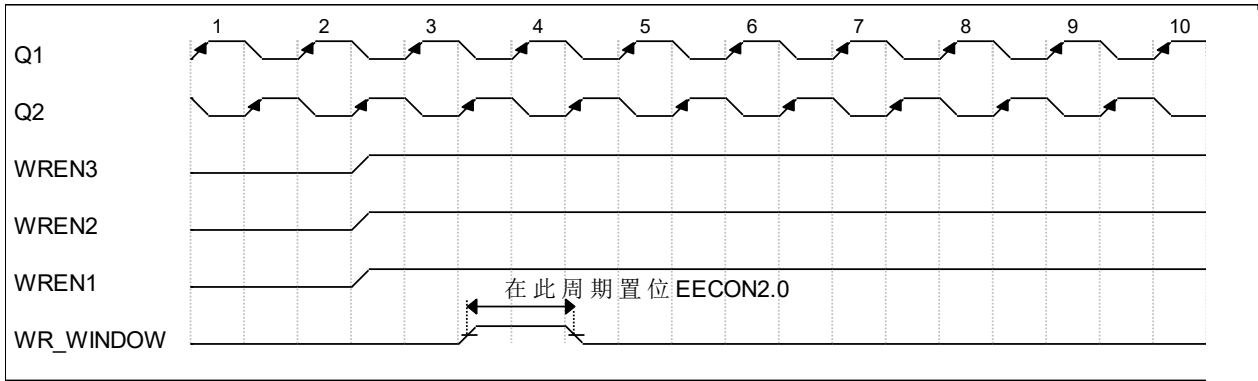 1 2 3 4 5 6 7 8 9 10
Q1
Q2
WREN3
WREN2
WREN1
在此周期置位EECON2.0
WR_WINDOW